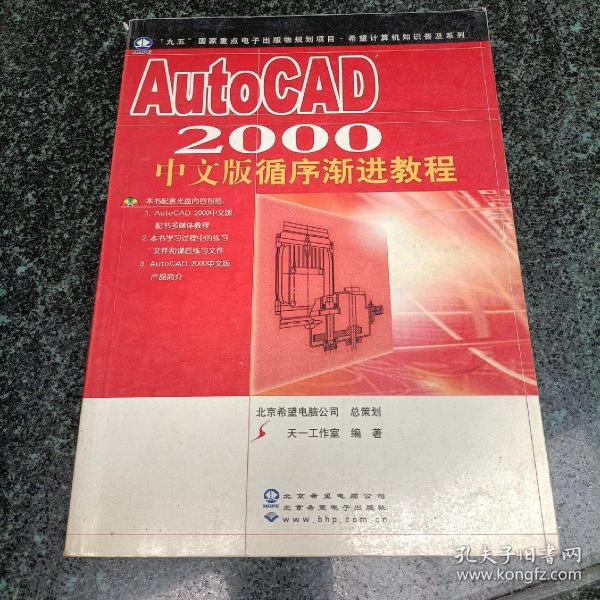 "九五"国家重点电子出版物规划项目·希望计算机知识普及系列
HOPE
AutoCAD
2000
中文版循序渐进教程
本书配套光盘内容包括:
1. AutoCAD 2000中文版
配书多媒体教程
2. 本书学习过程中的练习
文件和课后练习文件
3. AutoCAD 2000中文版
产品简介
北京希望电脑公司 总策划
天一工作室 编著
HOPE
北京希望电脑公司
北京希望电子出版社
www.bhp.com.cn
孔夫子旧书网
www.kongfz.com